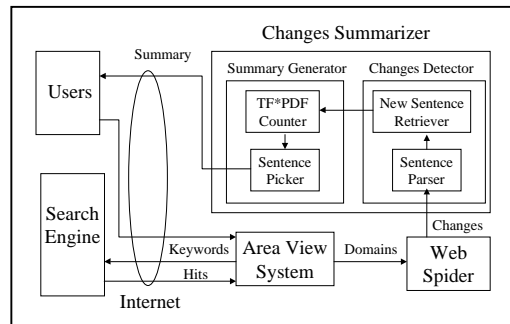 Changes Summarizer
Summary
Summary Generator
Changes Detector
Users
TF*PDF
Counter
New Sentence
Retriever
Sentence
Picker
Sentence
Parser
Search
Engine
Changes
Keywords
Area View
System
Domains
Web
Spider
Hits
Internet